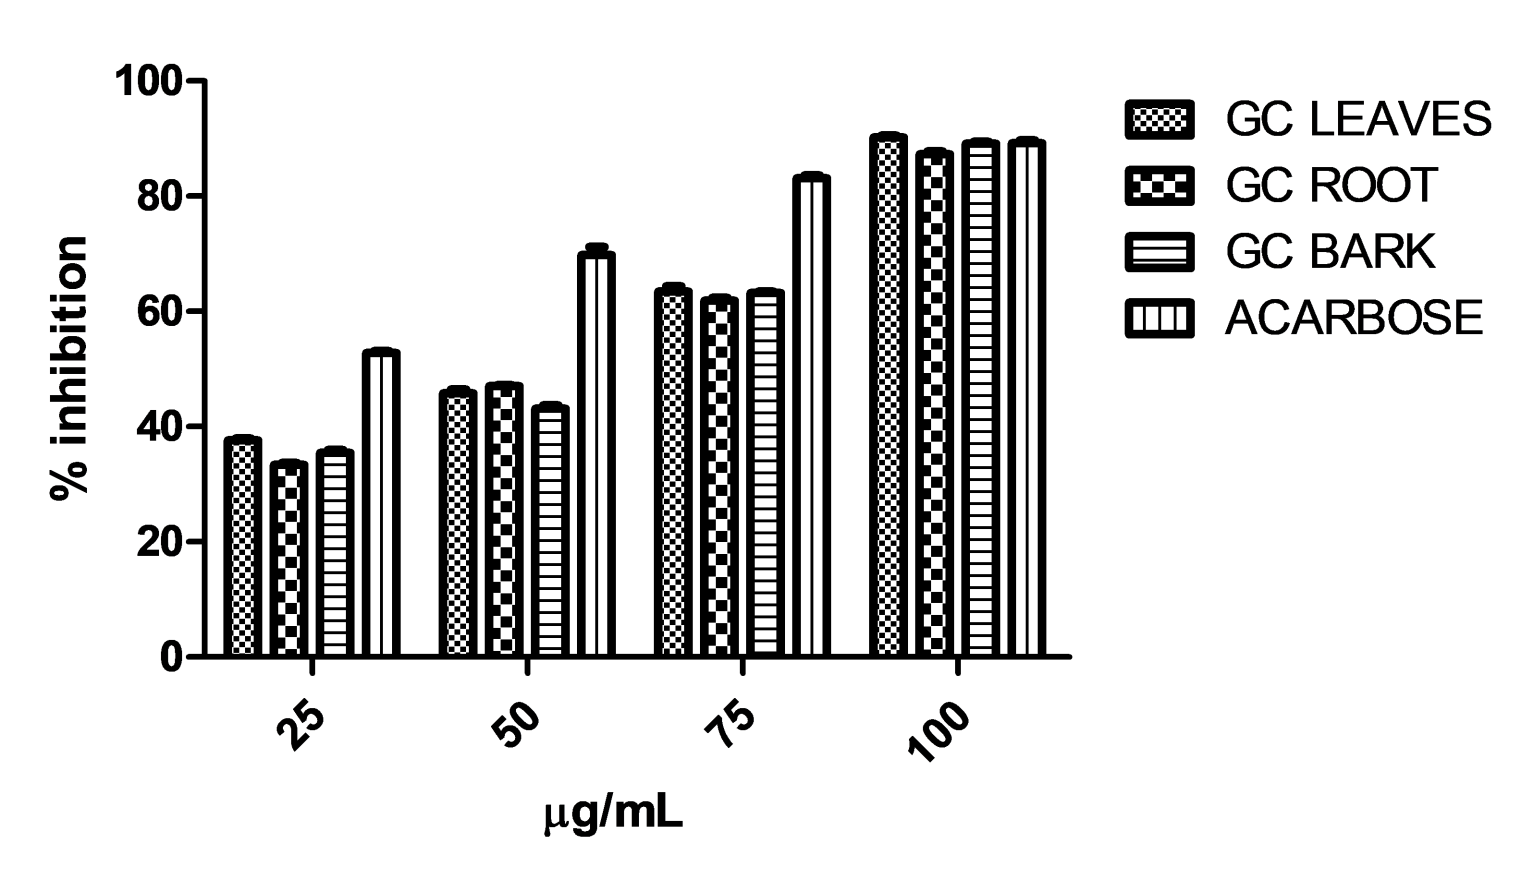 100
80
60
40
20
0
% inhibition
25
50
75
100
μg/mL
GC LEAVES
GC ROOT
GC BARK
ACARBOSE